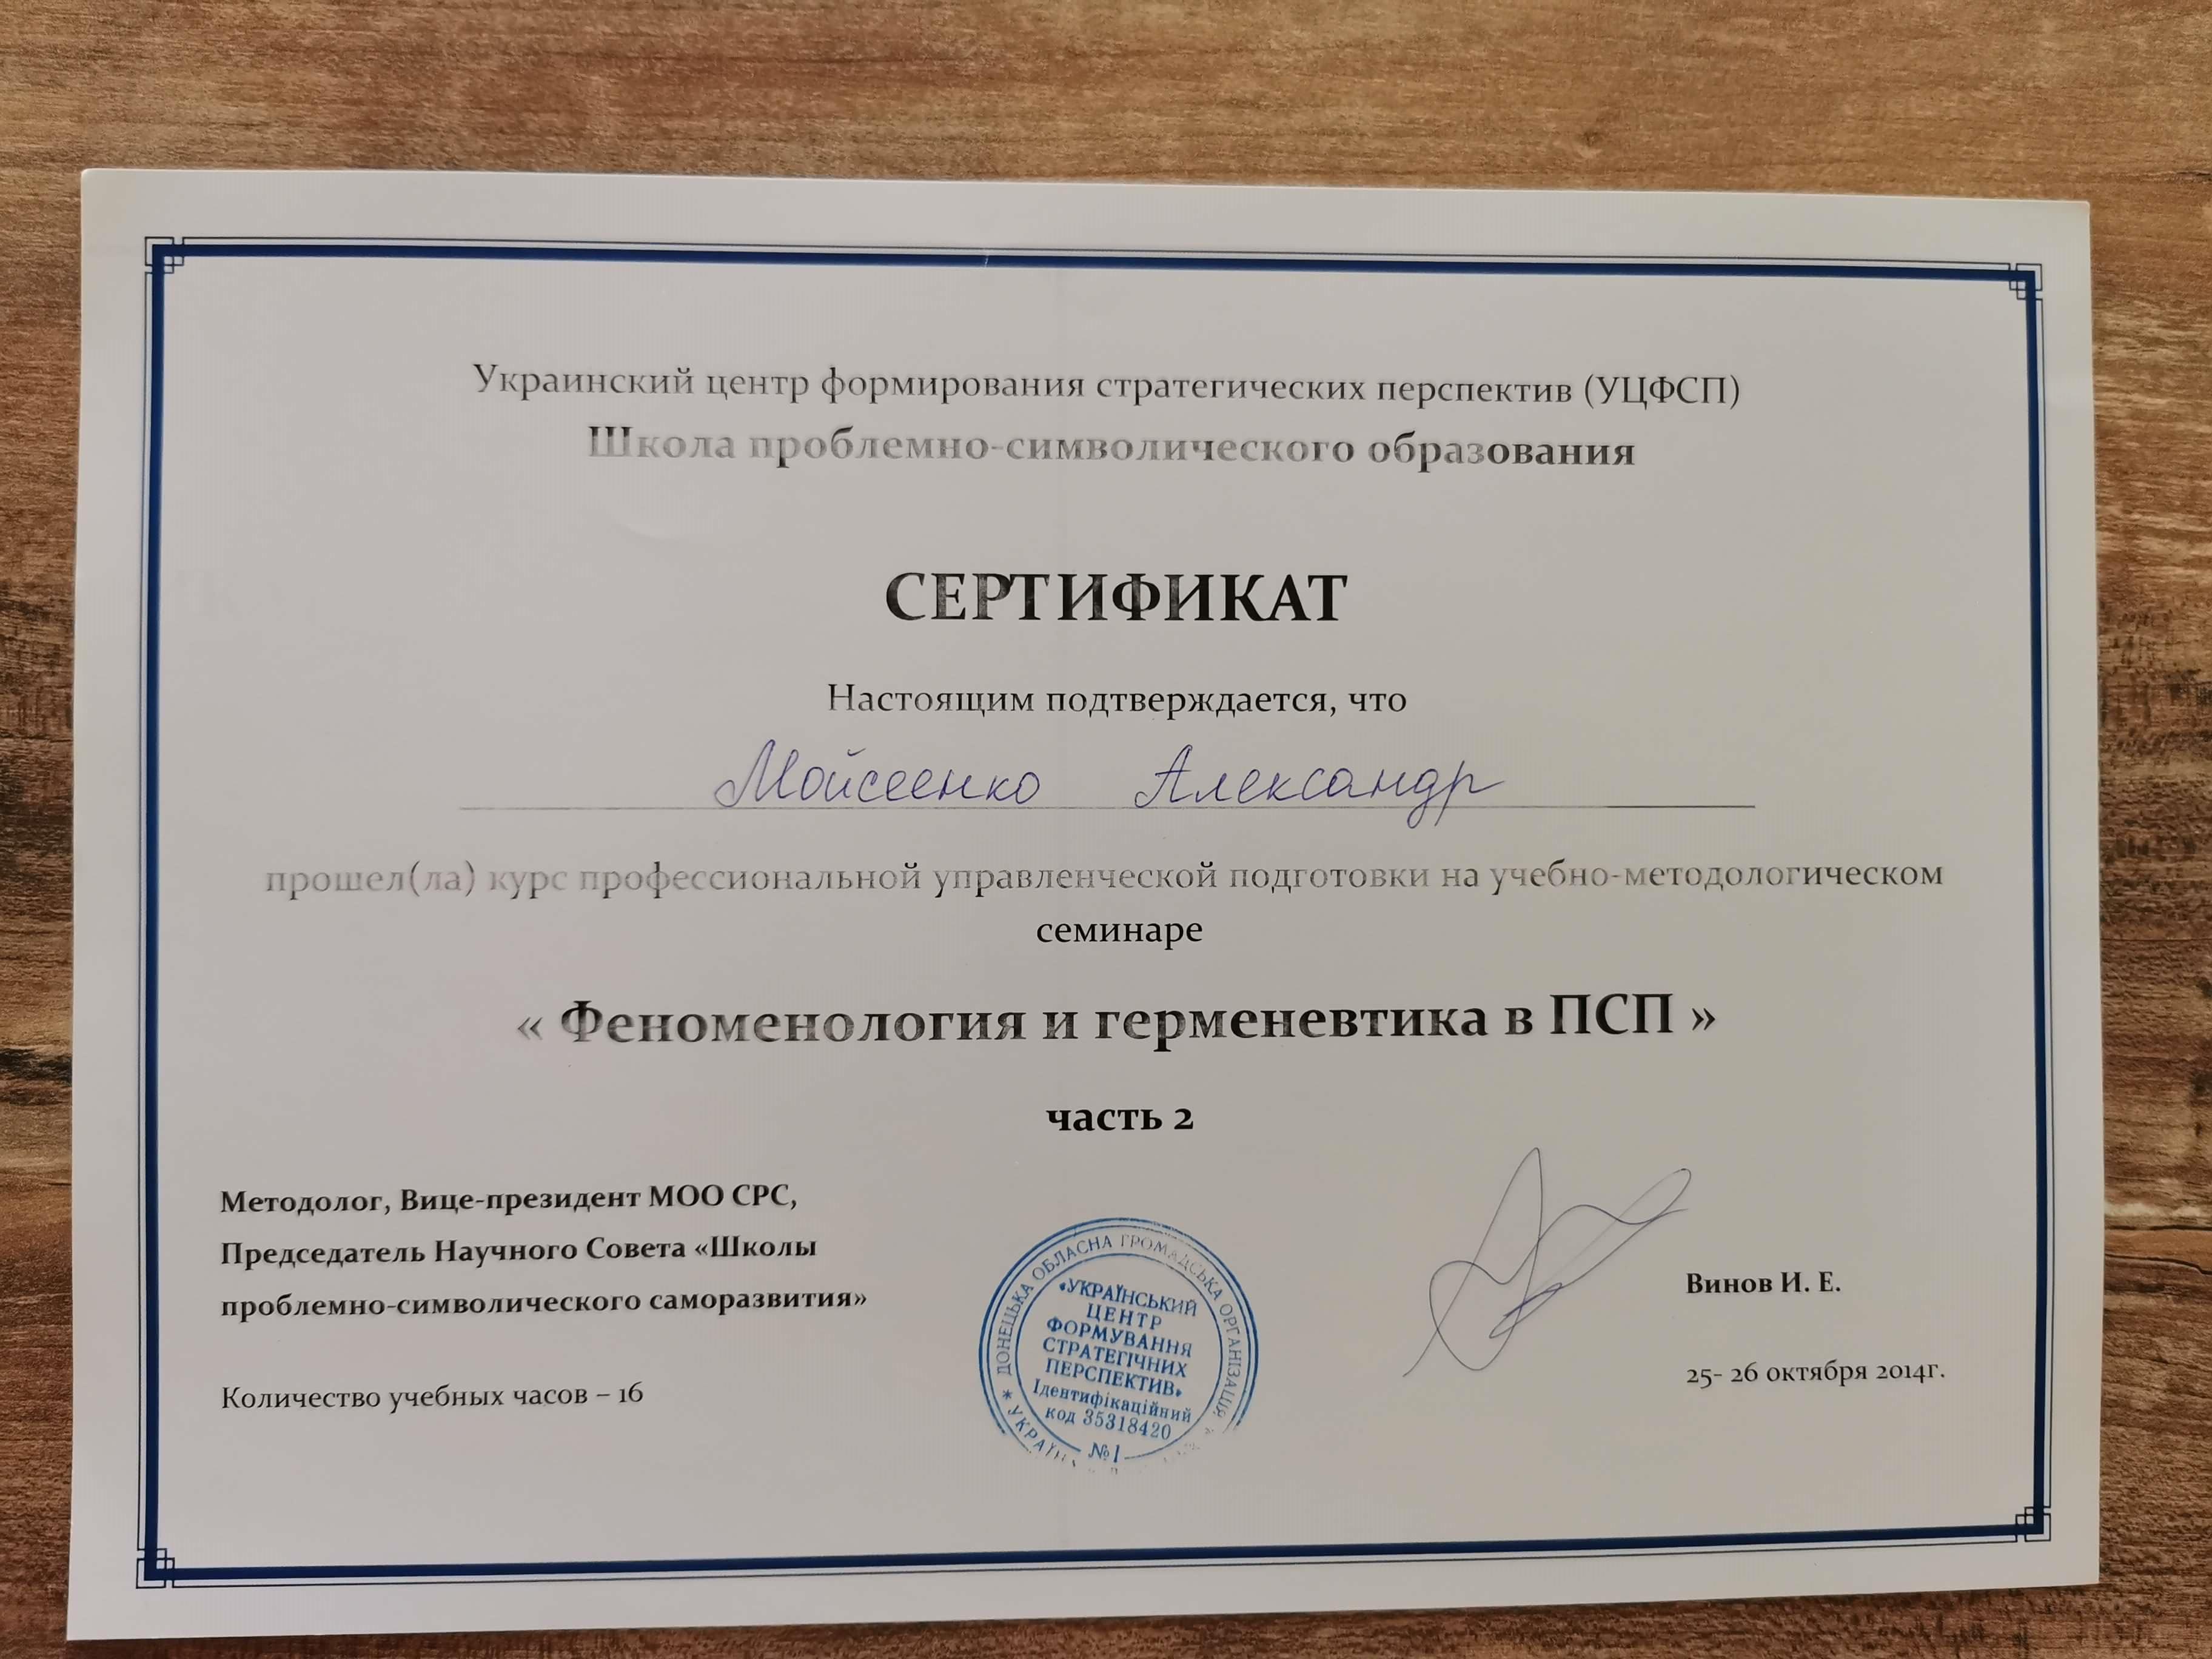 Украинский центр формирования стратегических перспектив (УЦФСП)
Школа проблемно-символического образования
СЕРТИФИКАТ
Настоящим подтверждается, что
Мойсеенко Александр
прошел(ла) курс профессиональной управленческой подготовки на учебно-методологическом
семинаре
« Феноменология и герменевтика в ПСП »
часть 2
Методолог, Вице-президент МОО СРС,
Председатель Научного Совета «Школы
проблемно-символического саморазвития»
Количество учебных часов – 16
ДОНЕЦЬКА ОБЛАСНА ГРОМАДСЬКА ОРГАНІЗАЦІЯ
«УКРАЇНСЬКИЙ
ЦЕНТР
ФОРМУВАННЯ
СТРАТЕГІЧНИХ
ПЕРСПЕКТИВ»
Ідентифікаційний
код 35318420
№1
* УКРАЇНА
Винов И. Е.
25- 26 октября 2014г.